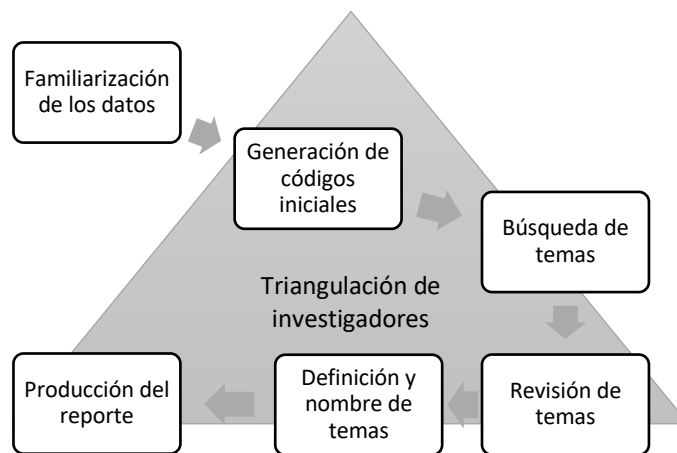 Familiarización
de los datos
Generación de
códigos
iniciales
Búsqueda de
temas
Triangulación de
investigadores
Producción del
reporte
Definición y
nombre de
temas
Revisión de
temas